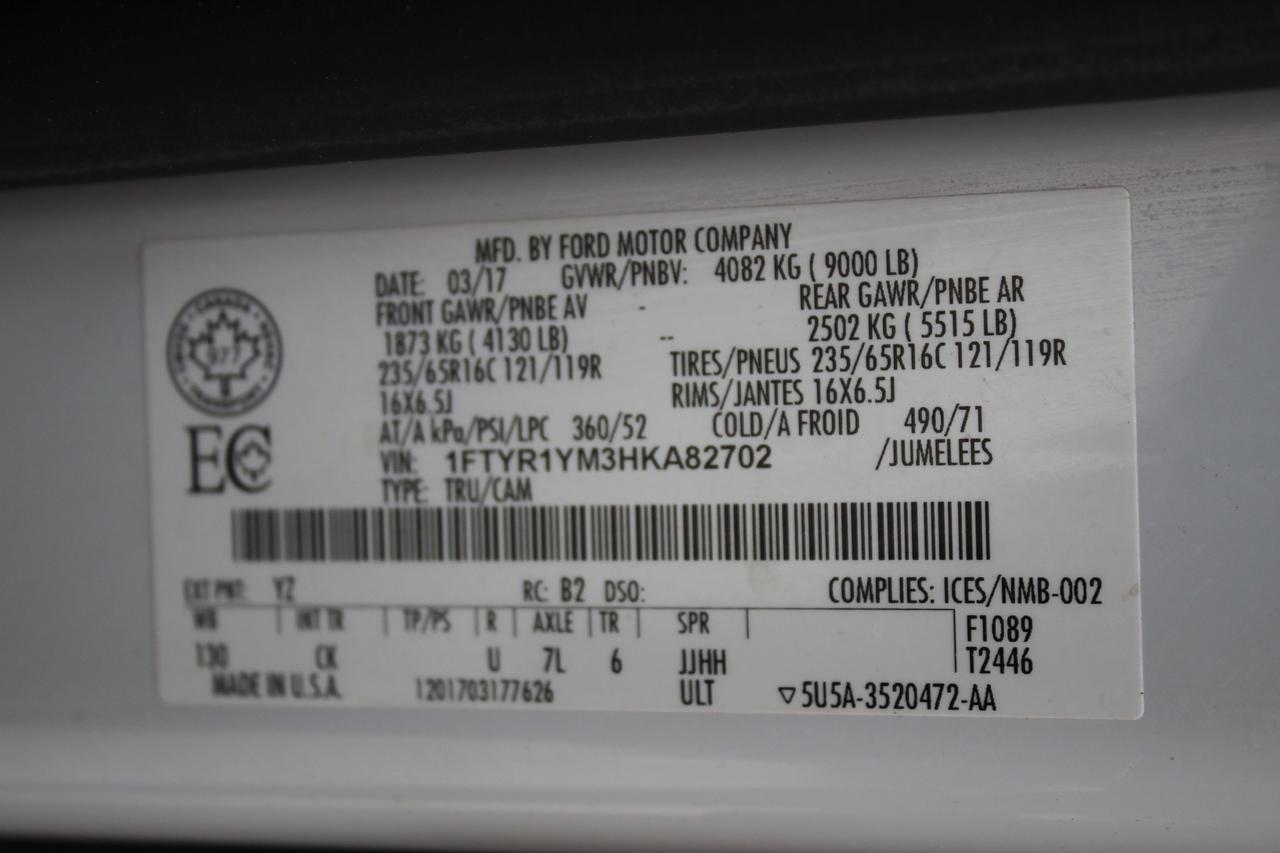 MFD. BY FORD MOTOR COMPANY
DATE: 03/17 GVWR/PNBV: 4082 KG ( 9000 LB)
FRONT GAWR/PNBE AV - REAR GAWR/PNBE AR
1873 KG ( 4130 LB) -- 2502 KG ( 5515 LB)
235/65R16C 121/119R TIRES/PNEUS 235/65R16C 121/119R
16X6.5J RIMS/JANTES 16X6.5J
AT/A kPa/PSI/LPC 360/52 COLD/A FROID 490/71
VIN: 1FTYR1YM3HKA82702 /JUMELEES
TYPE: TRU/CAM
CANADA
TRANSPORT
EC
EXT PNT: YZ RC: B2 DSO: COMPLIES: ICES/NMB-002
WB INT TR TP/PS R AXLE TR SPR F1089
130 CK U 7L 6 JJHH T2446
MADE IN U.S.A. 1201703177626 ULT ▽5U5A-3520472-AA